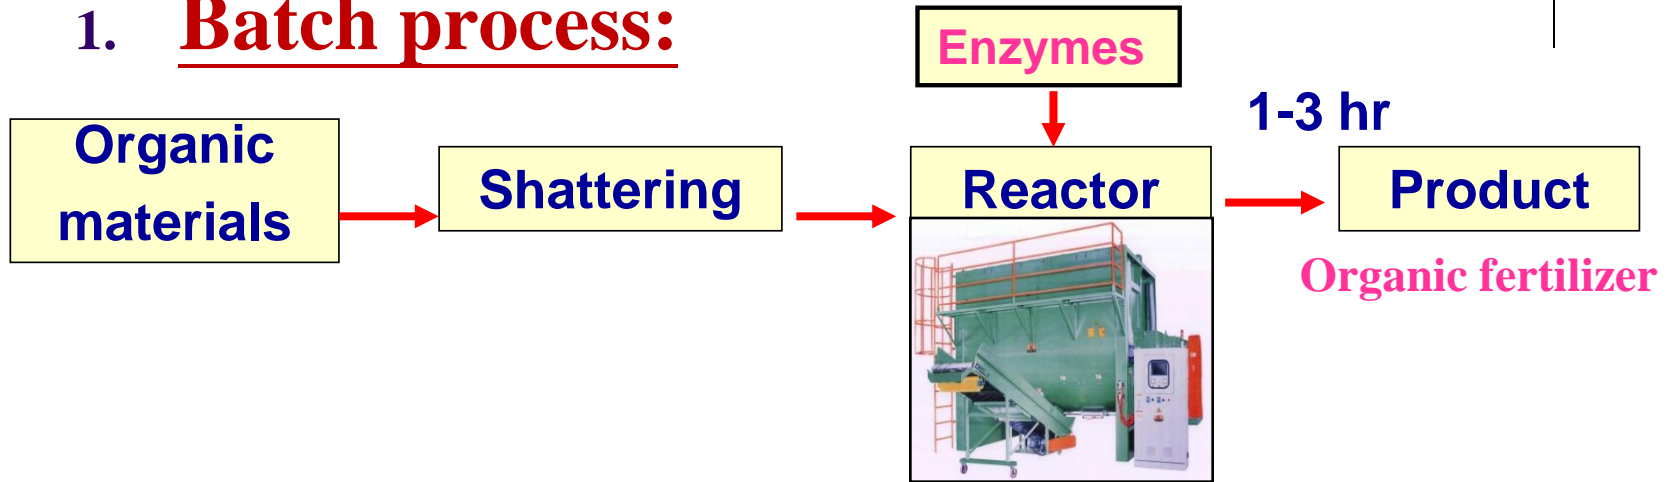 1. Batch process:
Enzymes
1-3 hr
Organic
materials
Shattering
Reactor
Product
Organic fertilizer